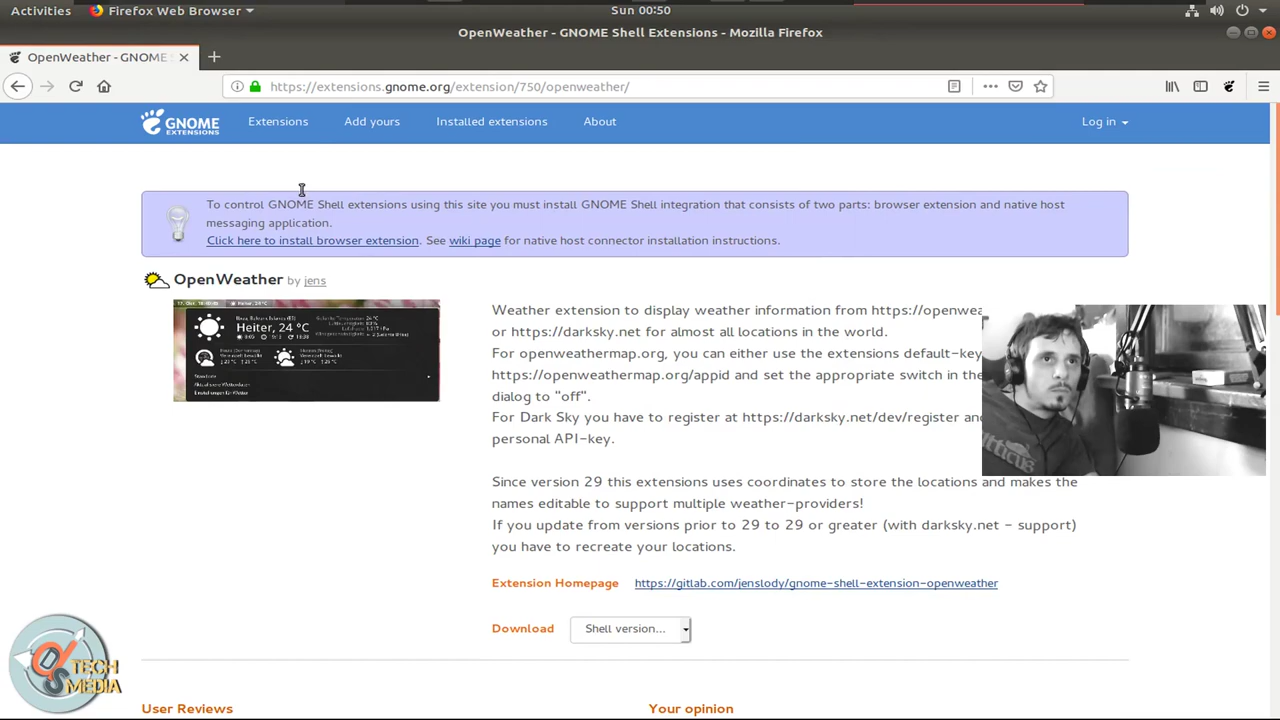 Activities Firefox Web Browser Sun 00:50
OpenWeather - GNOME Shell Extensions - Mozilla Firefox
OpenWeather - GNOME S
https://extensions.gnome.org/extension/750/openweather/
GNOME EXTENSIONS Extensions Add yours Installed extensions About Log in
To control GNOME Shell extensions using this site you must install GNOME Shell integration that consists of two parts: browser extension and native host
messaging application.
Click here to install browser extension. See wiki page for native host connector installation instructions.
OpenWeather by jens
Heiter, 24 °C
Weather extension to display weather information from https://openwea
or https://darksky.net for almost all locations in the world.
For openweathermap.org, you can either use the extensions default-key
https://openweathermap.org/appid and set the appropriate switch in the
dialog to "off".
For Dark Sky you have to register at https://darksky.net/dev/register and
personal API-key.
Since version 29 this extensions uses coordinates to store the locations and makes the
names editable to support multiple weather-providers!
If you update from versions prior to 29 to 29 or greater (with darksky.net - support)
you have to recreate your locations.
Extension Homepage https://gitlab.com/jenslody/gnome-shell-extension-openweather
Download Shell version...
OS TECH
MEDIA
User Reviews Your opinion